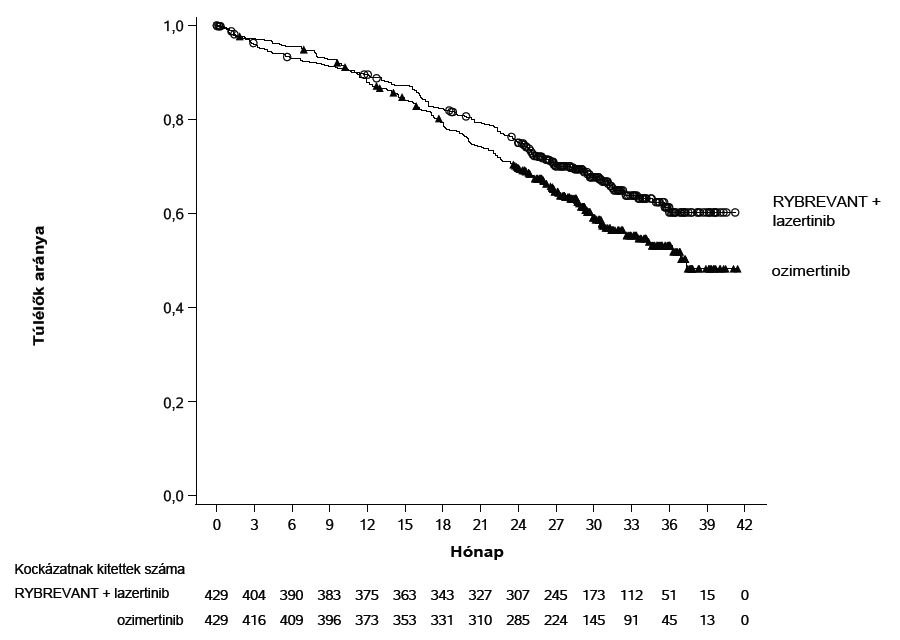 1,0
0,8
0,6
0,4
0,2
0,0
Túlélők aránya
RYBREVANT +
lazertinib
ozimertinib
0 3 6 9 12 15 18 21 24 27 30 33 36 39 42
Hónap
Kockázatnak kitettek száma
RYBREVANT + lazertinib 429 404 390 383 375 363 343 327 307 245 173 112 51 15 0
ozimertinib 429 416 409 396 373 353 331 310 285 224 145 91 45 13 0